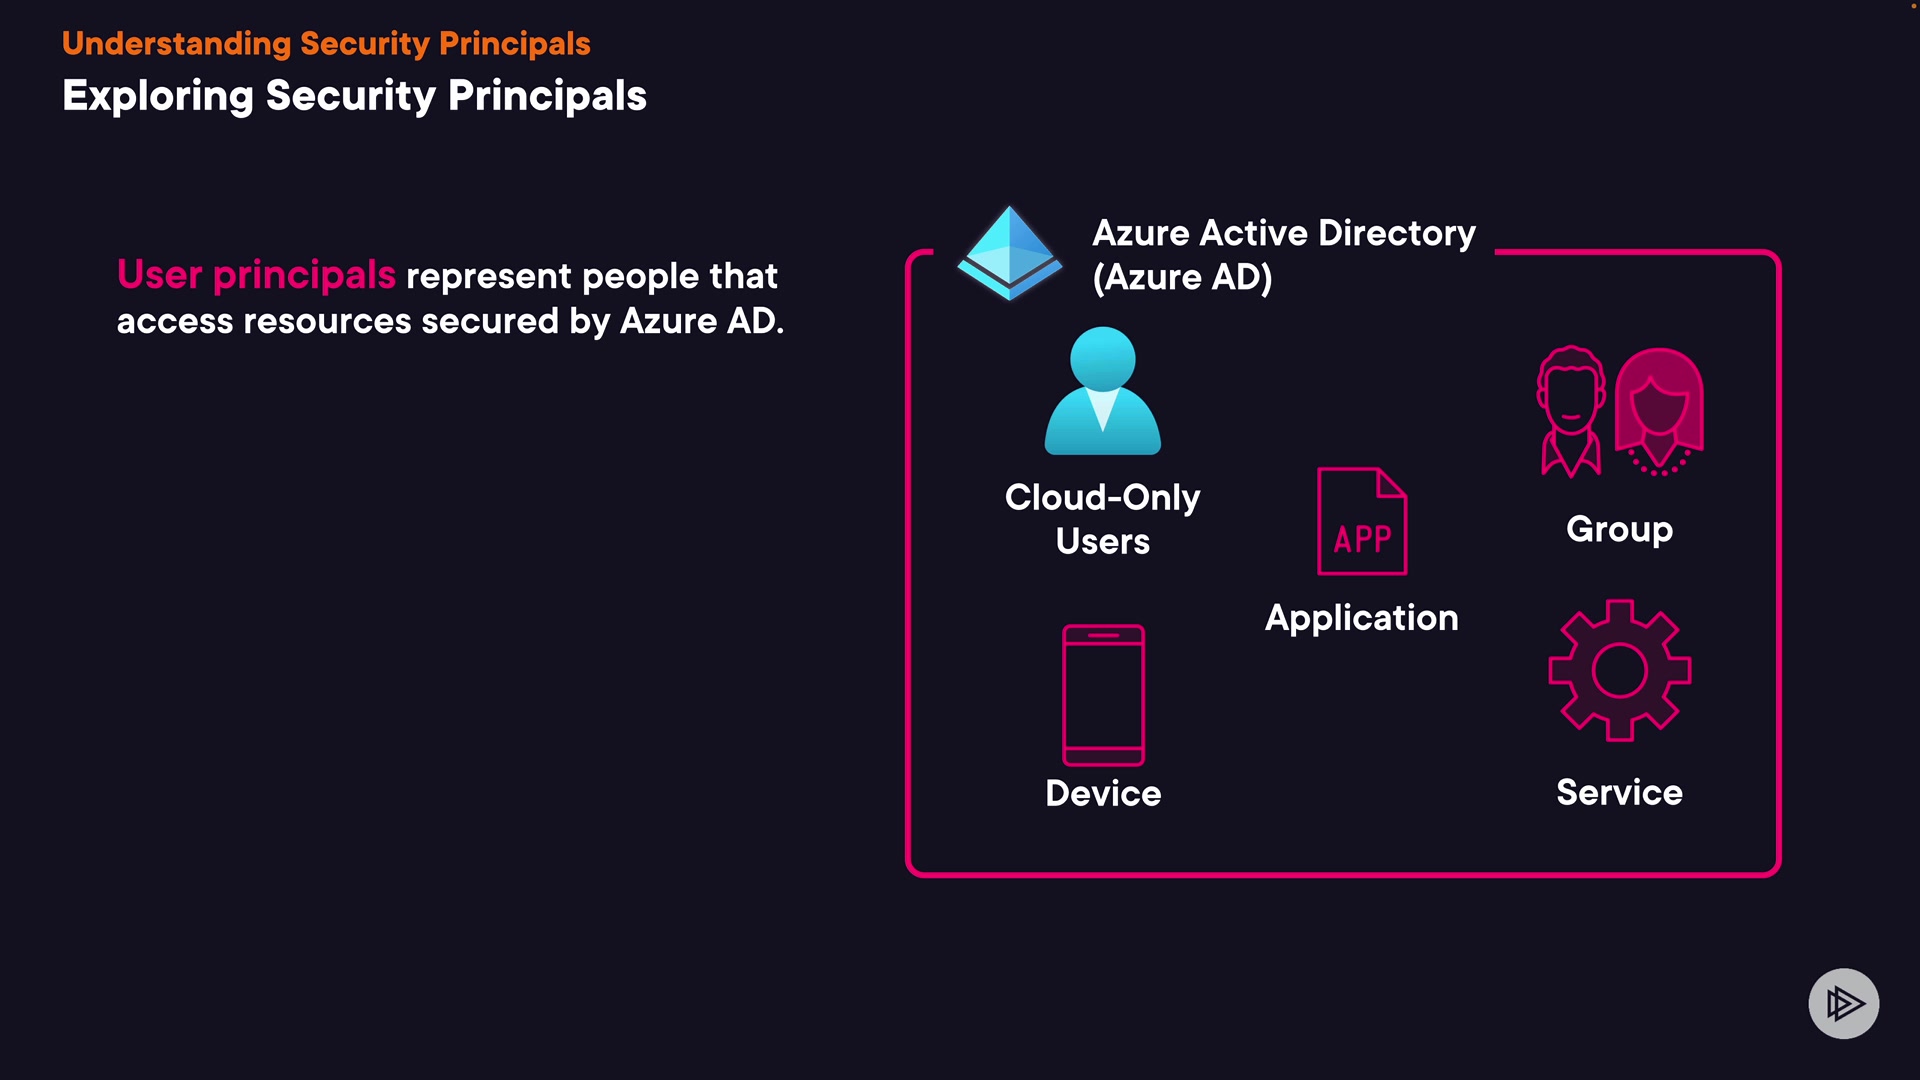 Understanding Security Principals
Exploring Security Principals
User principals represent people that
access resources secured by Azure AD.
Azure Active Directory
(Azure AD)
Cloud-Only
Users
APP
Application
Group
Device
Service